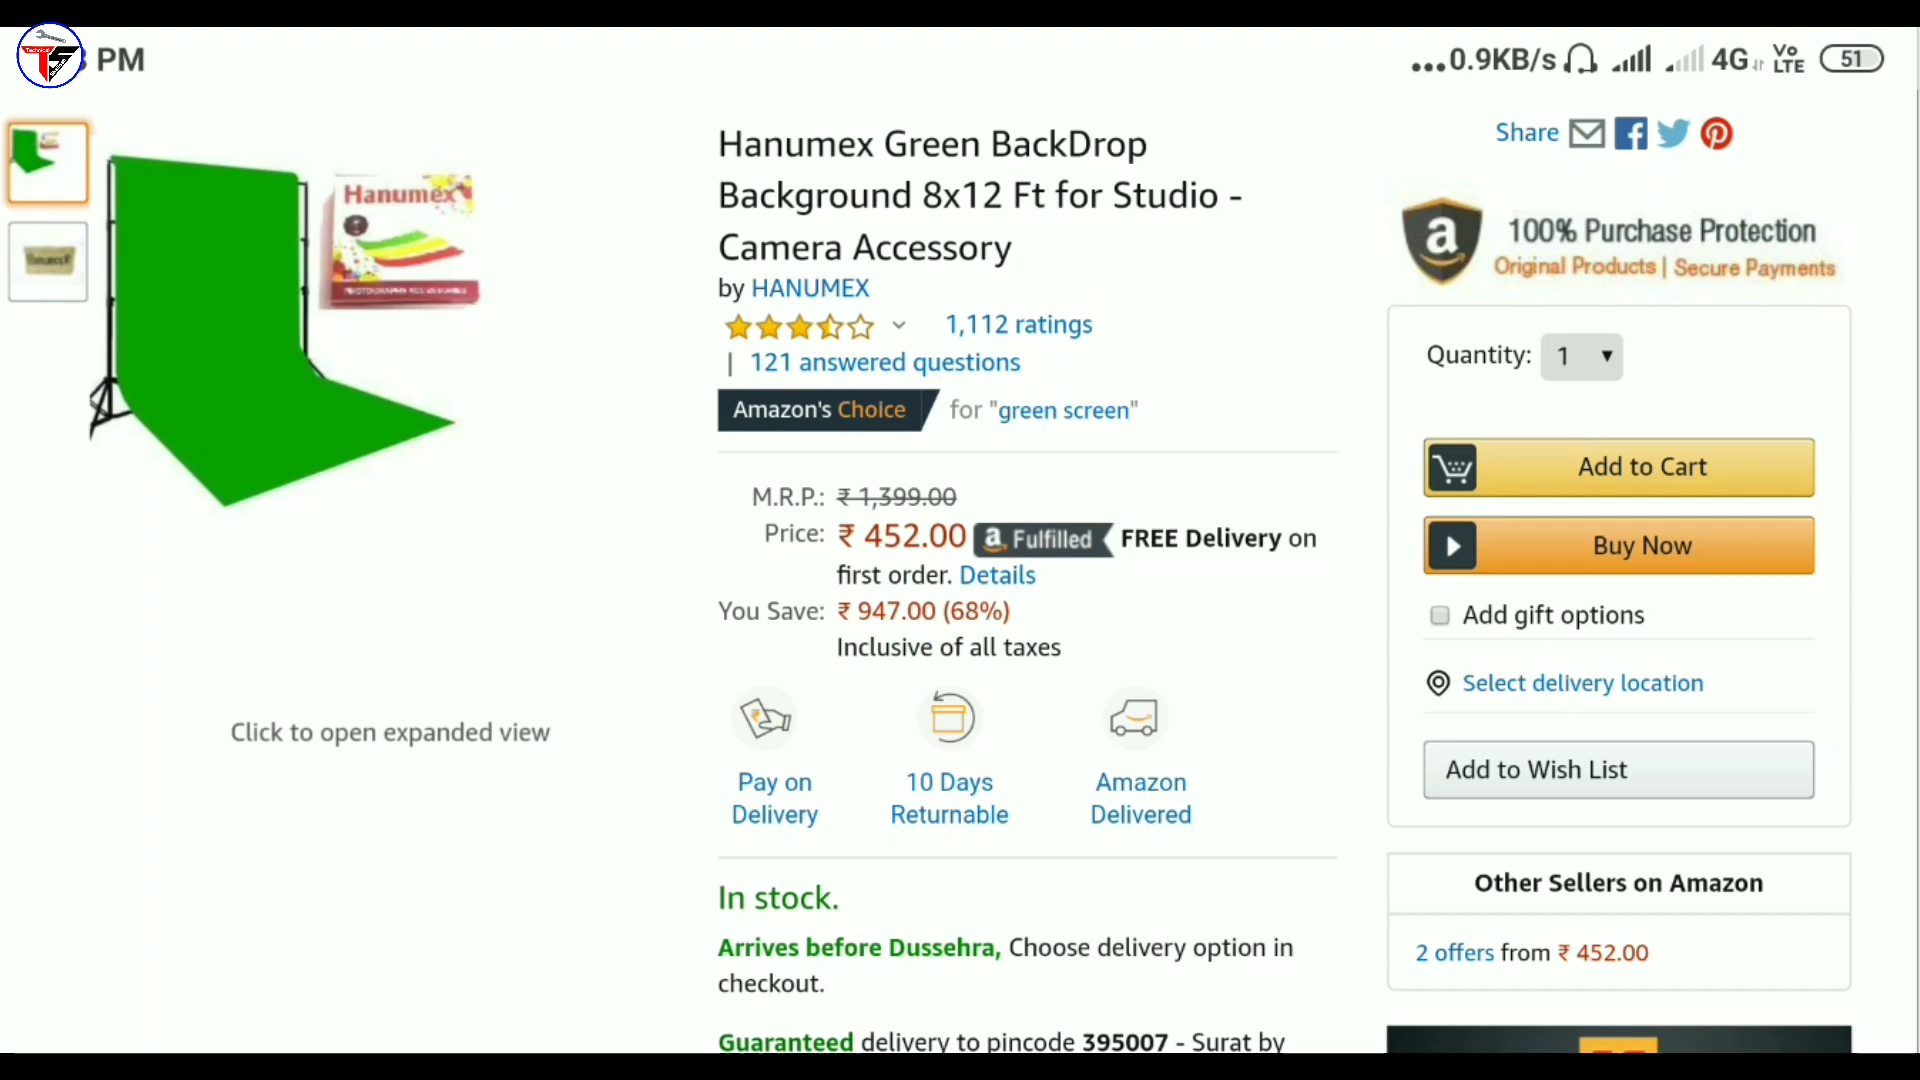 PM
...0.9KB/s 4G Vo LTE 51
Technical
TS
Share
Hanumex
PHOTOGRAPHY ACCESSORIES
Hanumex Green BackDrop
Background 8x12 Ft for Studio -
Camera Accessory
by HANUMEX
1,112 ratings
| 121 answered questions
Amazon's Choice for "green screen"
M.R.P.: ₹ 1,399.00
Price: ₹ 452.00 a Fulfilled FREE Delivery on
first order. Details
You Save: ₹ 947.00 (68%)
Inclusive of all taxes
Pay on
Delivery
10 Days
Returnable
Amazon
Delivered
In stock.
Arrives before Dussehra, Choose delivery option in
checkout.
Guaranteed delivery to pincode 395007 - Surat by
Click to open expanded view
a
100% Purchase Protection
Original Products | Secure Payments
Quantity: 1
Add to Cart
Buy Now
Add gift options
Select delivery location
Add to Wish List
Other Sellers on Amazon
2 offers from ₹ 452.00